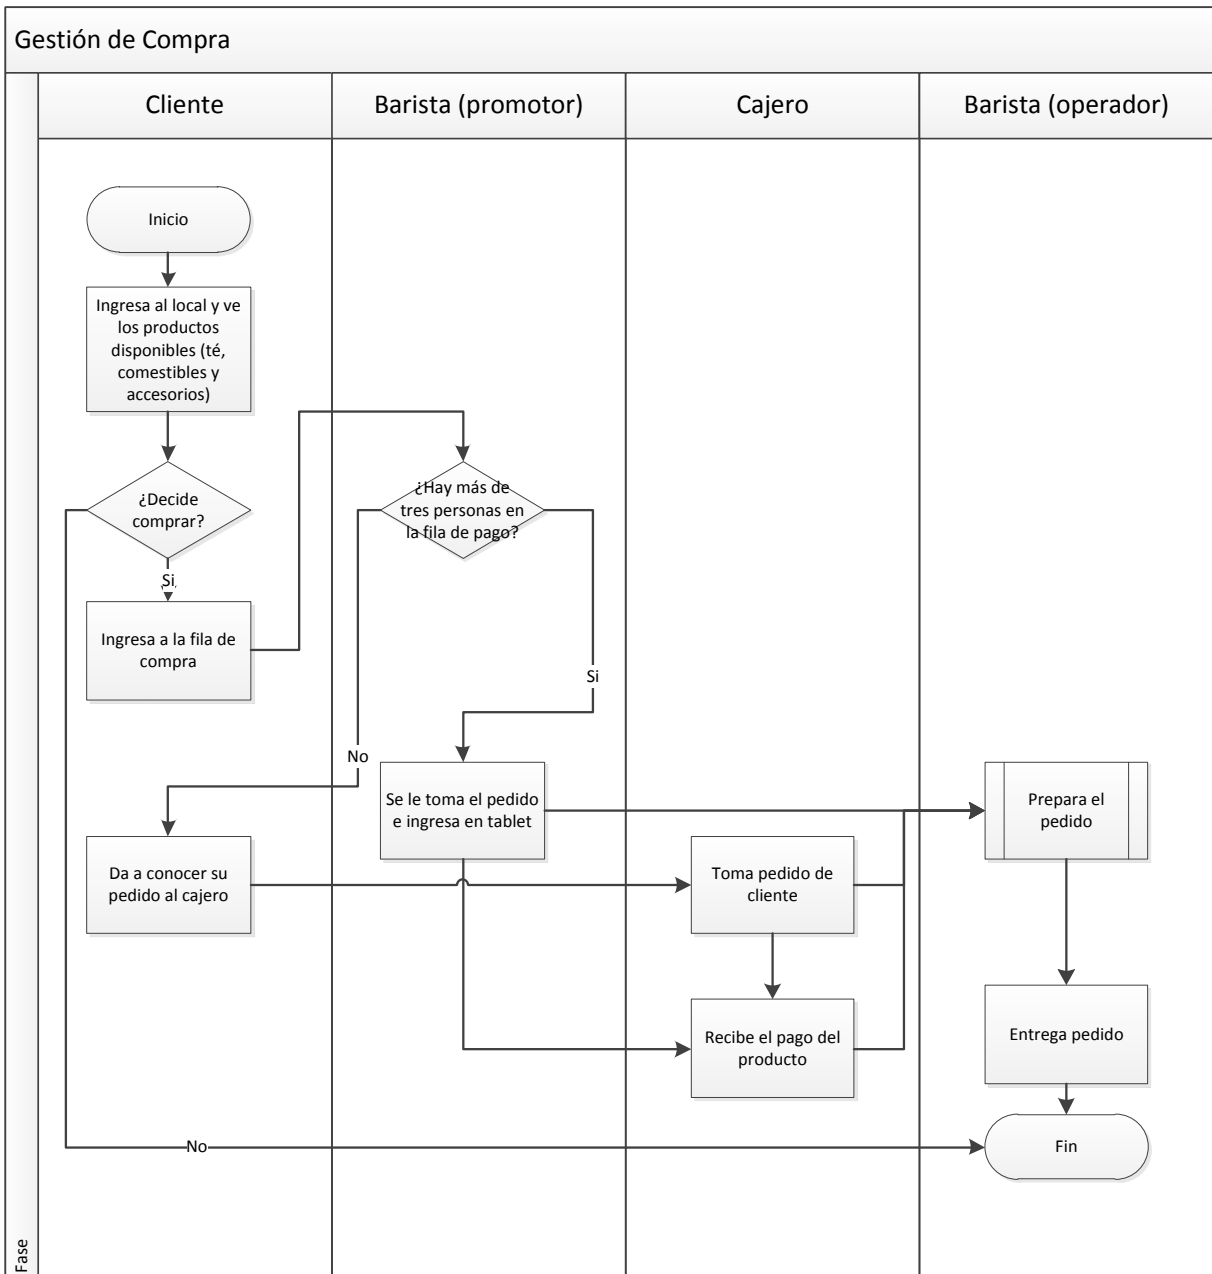 Gestión de Compra
Cliente
Barista (promotor)
Cajero
Barista (operador)
Inicio
Ingresa al local y ve
los productos
disponibles (té,
comestibles y
accesorios)
¿Decide
comprar?
¿Hay más de
tres personas en
la fila de pago?
Si
Ingresa a la fila de
compra
Si
No
Se le toma el pedido
e ingresa en tablet
Prepara el
pedido
Da a conocer su
pedido al cajero
Toma pedido de
cliente
Recibe el pago del
producto
Entrega pedido
No
Fin
Fase